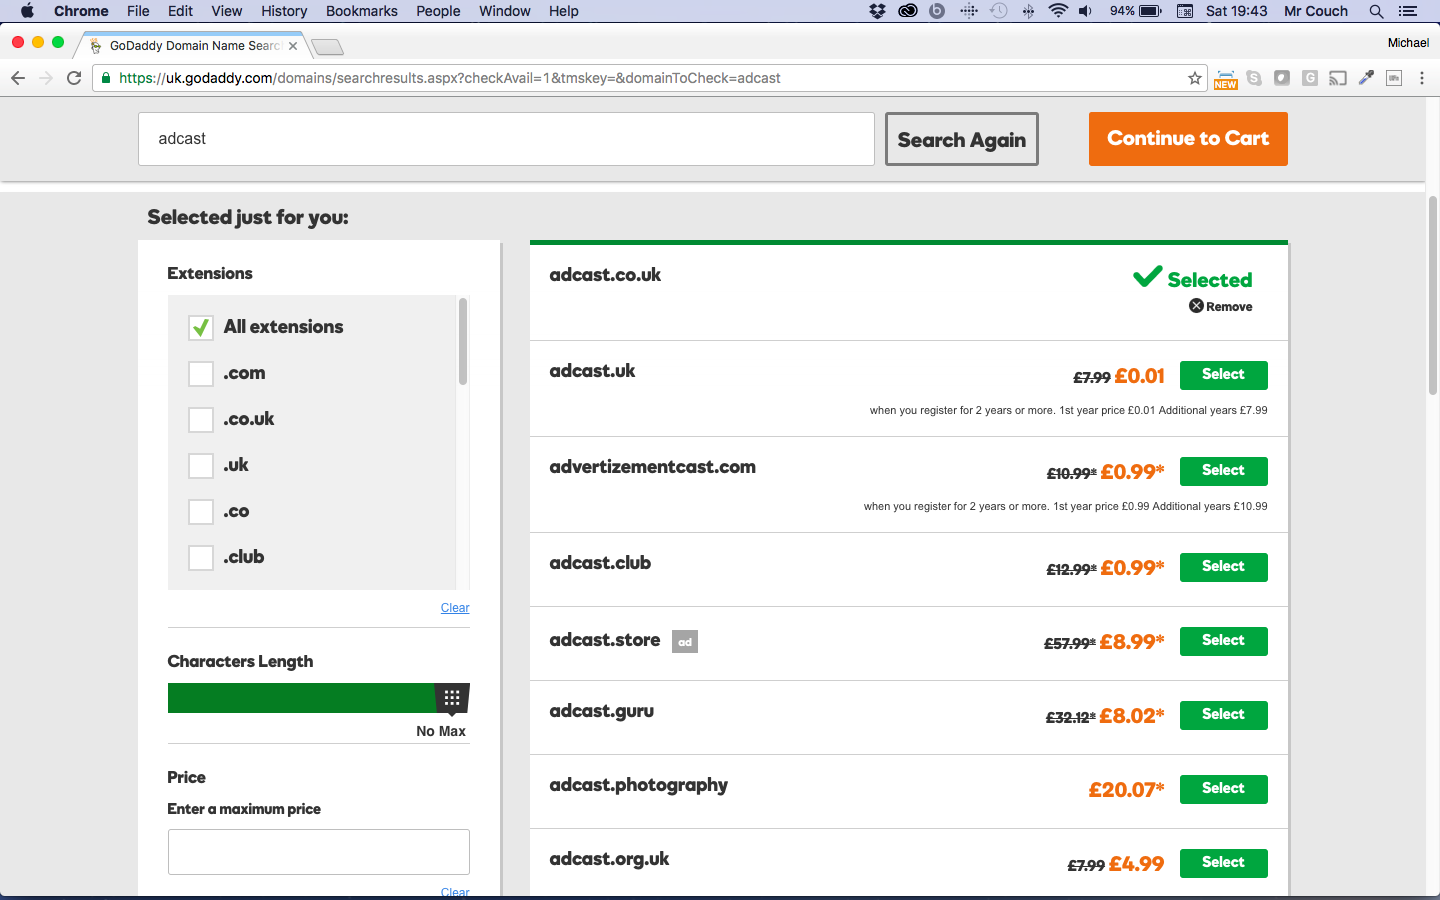 Chrome File Edit View History Bookmarks People Window Help 94% Sat 19:43 Mr Couch
GoDaddy Domain Name Searc
Michael
https://uk.godaddy.com/domains/searchresults.aspx?checkAvail=1&tmskey=&domainToCheck=adcast
NEW
adcast
Search Again
Continue to Cart
Selected just for you:
Extensions
All extensions
.com
.co.uk
.uk
.co
.club
Clear
Characters Length
No Max
Price
Enter a maximum price
Clear
adcast.co.uk
Selected
Remove
adcast.uk
£7.99 £0.01 Select
when you register for 2 years or more. 1st year price £0.01 Additional years £7.99
advertizementcast.com
£10.99* £0.99* Select
when you register for 2 years or more. 1st year price £0.99 Additional years £10.99
adcast.club
£12.99* £0.99* Select
adcast.store ad
£57.99* £8.99* Select
adcast.guru
£32.12* £8.02* Select
adcast.photography
£20.07* Select
adcast.org.uk
£7.99 £4.99 Select